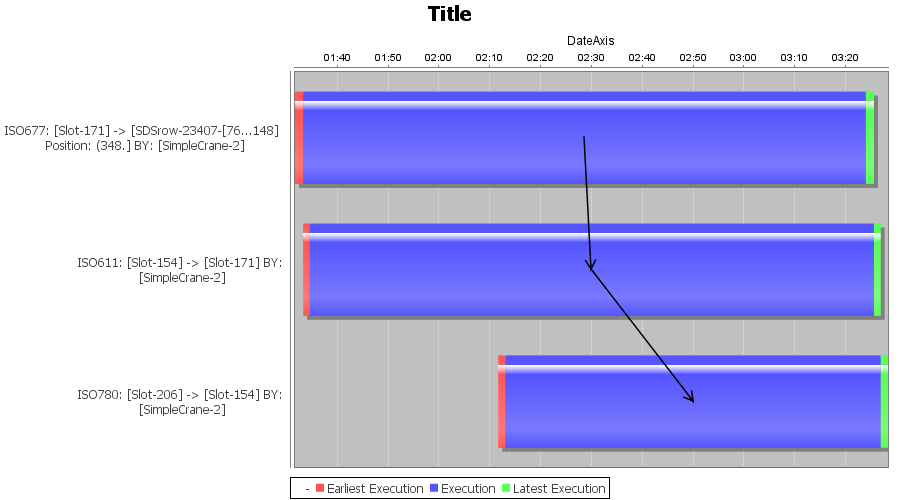 Title
DateAxis
01:40 01:50 02:00 02:10 02:20 02:30 02:40 02:50 03:00 03:10 03:20
ISO677: [Slot-171] -> [SDSrow-23407-[76...148]
Position: (348.] BY: [SimpleCrane-2]
ISO611: [Slot-154] -> [Slot-171] BY:
[SimpleCrane-2]
ISO780: [Slot-206] -> [Slot-154] BY:
[SimpleCrane-2]
- Earliest Execution Execution Latest Execution